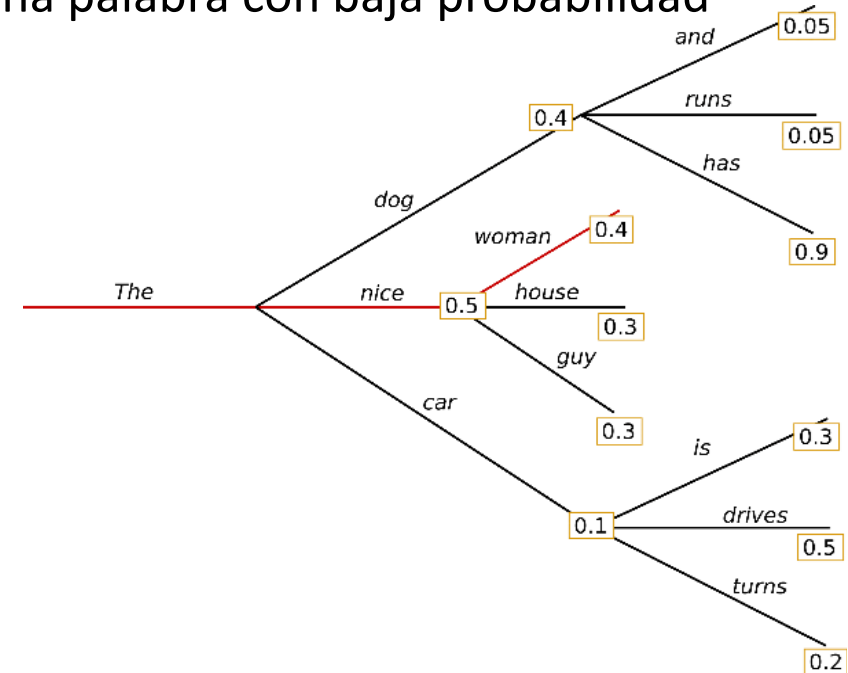 na palabra con baja probabilidad
and
0.05
runs
0.4
0.05
has
dog
0.9
woman
0.4
The
nice
0.5
house
0.3
guy
car
0.3
is
0.3
drives
0.1
0.5
turns
0.2